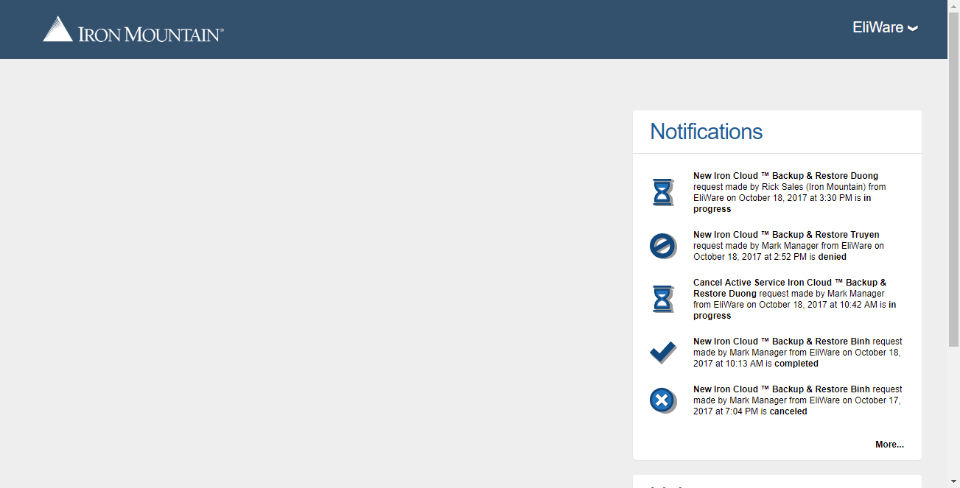 IRON MOUNTAIN®
EliWare
Notifications
New Iron Cloud ™ Backup & Restore Duong
request made by Rick Sales (Iron Mountain) from
EliWare on October 18, 2017 at 3:30 PM is in
progress
New Iron Cloud ™ Backup & Restore Truyen
request made by Mark Manager from EliWare on
October 18, 2017 at 2:52 PM is denied
Cancel Active Service Iron Cloud ™ Backup &
Restore Duong request made by Mark Manager
from EliWare on October 18, 2017 at 10:42 AM is in
progress
New Iron Cloud ™ Backup & Restore Binh request
made by Mark Manager from EliWare on October 18,
2017 at 10:13 AM is completed
New Iron Cloud ™ Backup & Restore Binh request
made by Mark Manager from EliWare on October 17,
2017 at 7:04 PM is canceled
More...